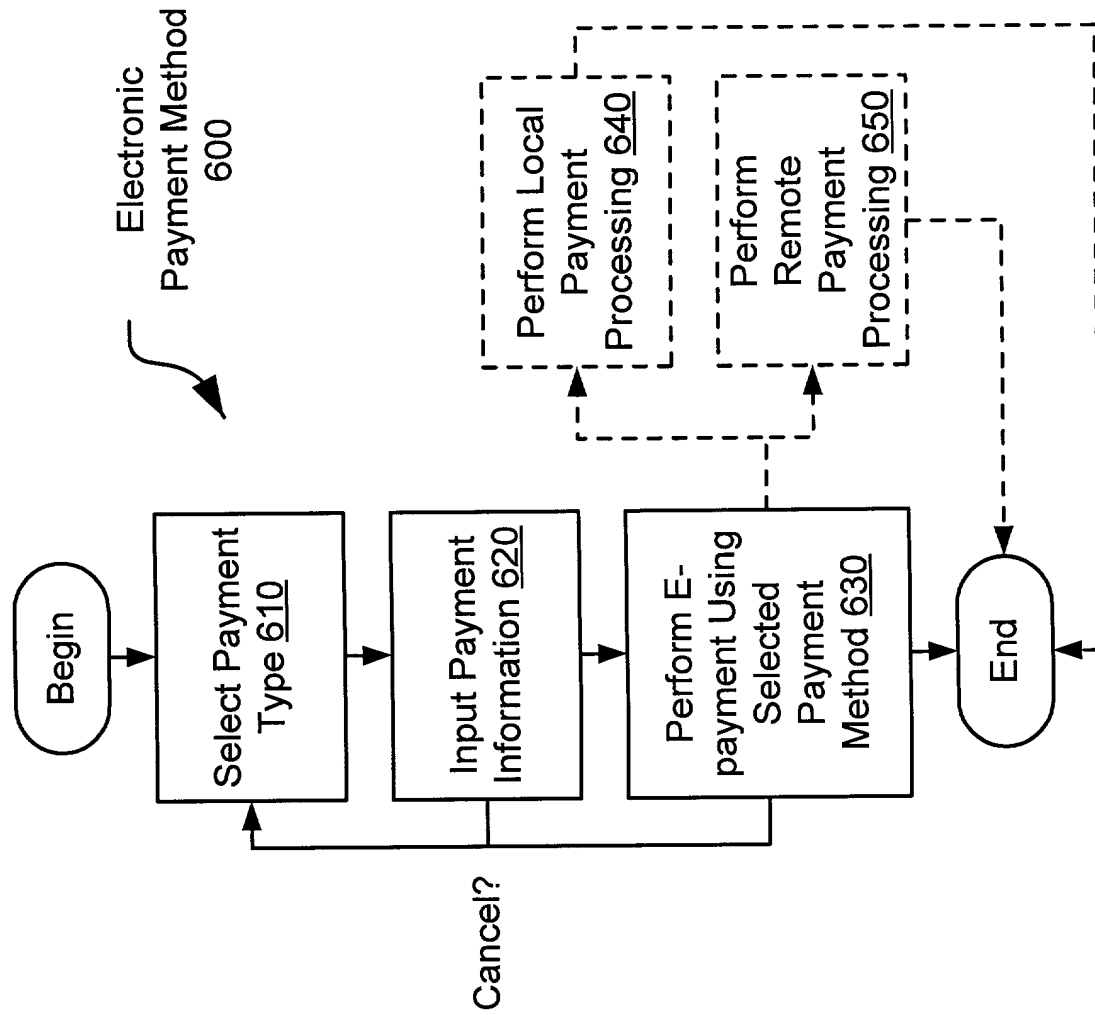 Electronic
Payment Method
600
Begin
Select Payment
Type 610
Input Payment
Information 620
Cancel?
Perform E-
payment Using
Selected
Payment
Method 630
Perform Local
Payment
Processing 640
Perform
Remote
Payment
Processing 650
End